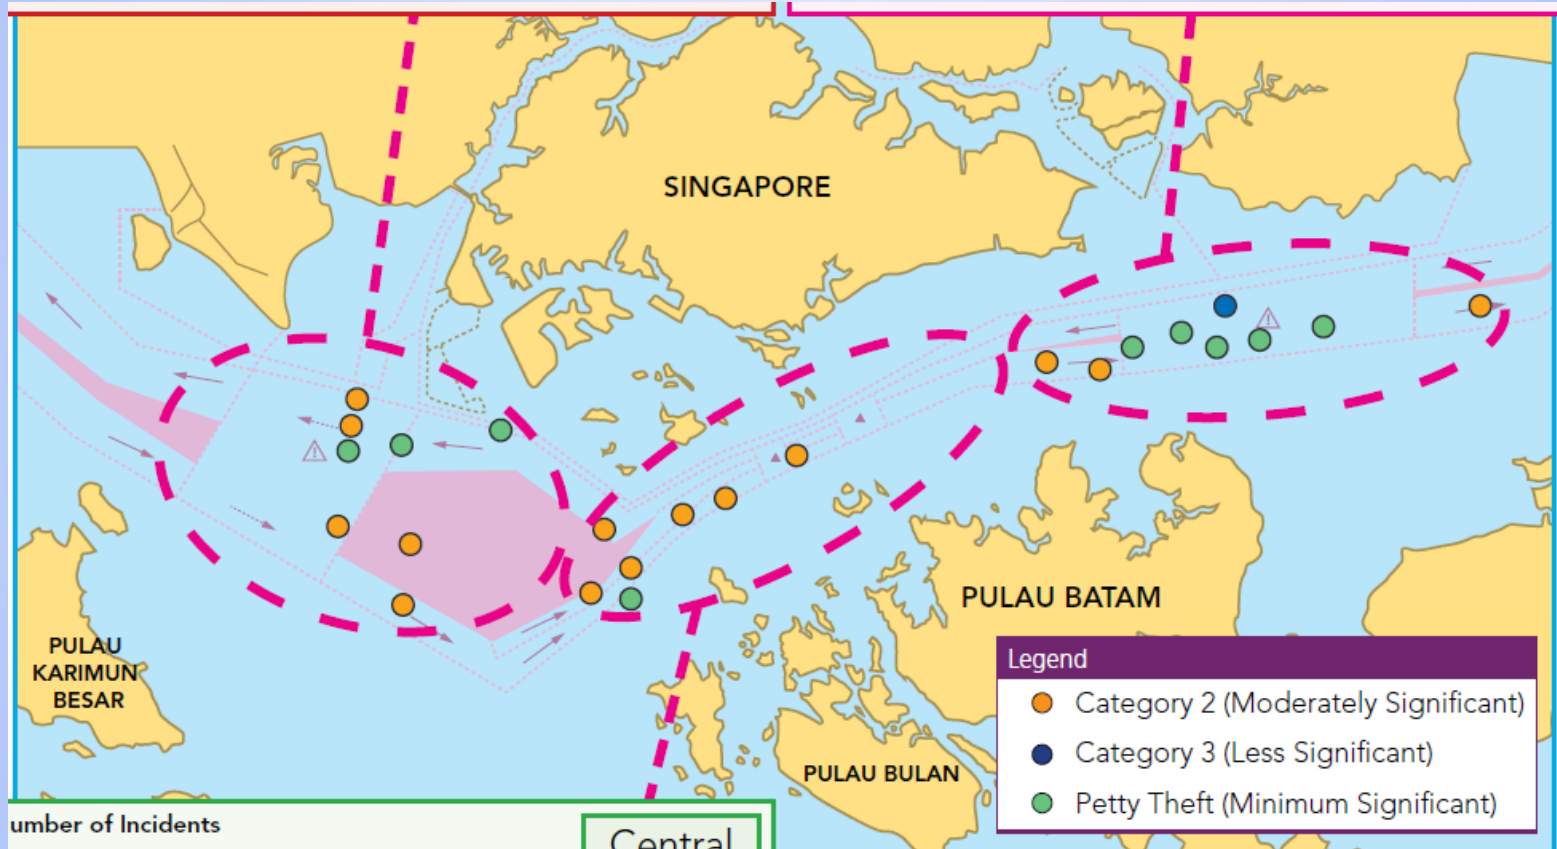 SINGAPORE
PULAU BATAM
PULAU
KARIMUN
BESAR
PULAU BULAN
Legend
Category 2 (Moderately Significant)
Category 3 (Less Significant)
Petty Theft (Minimum Significant)
umber of Incidents
Central